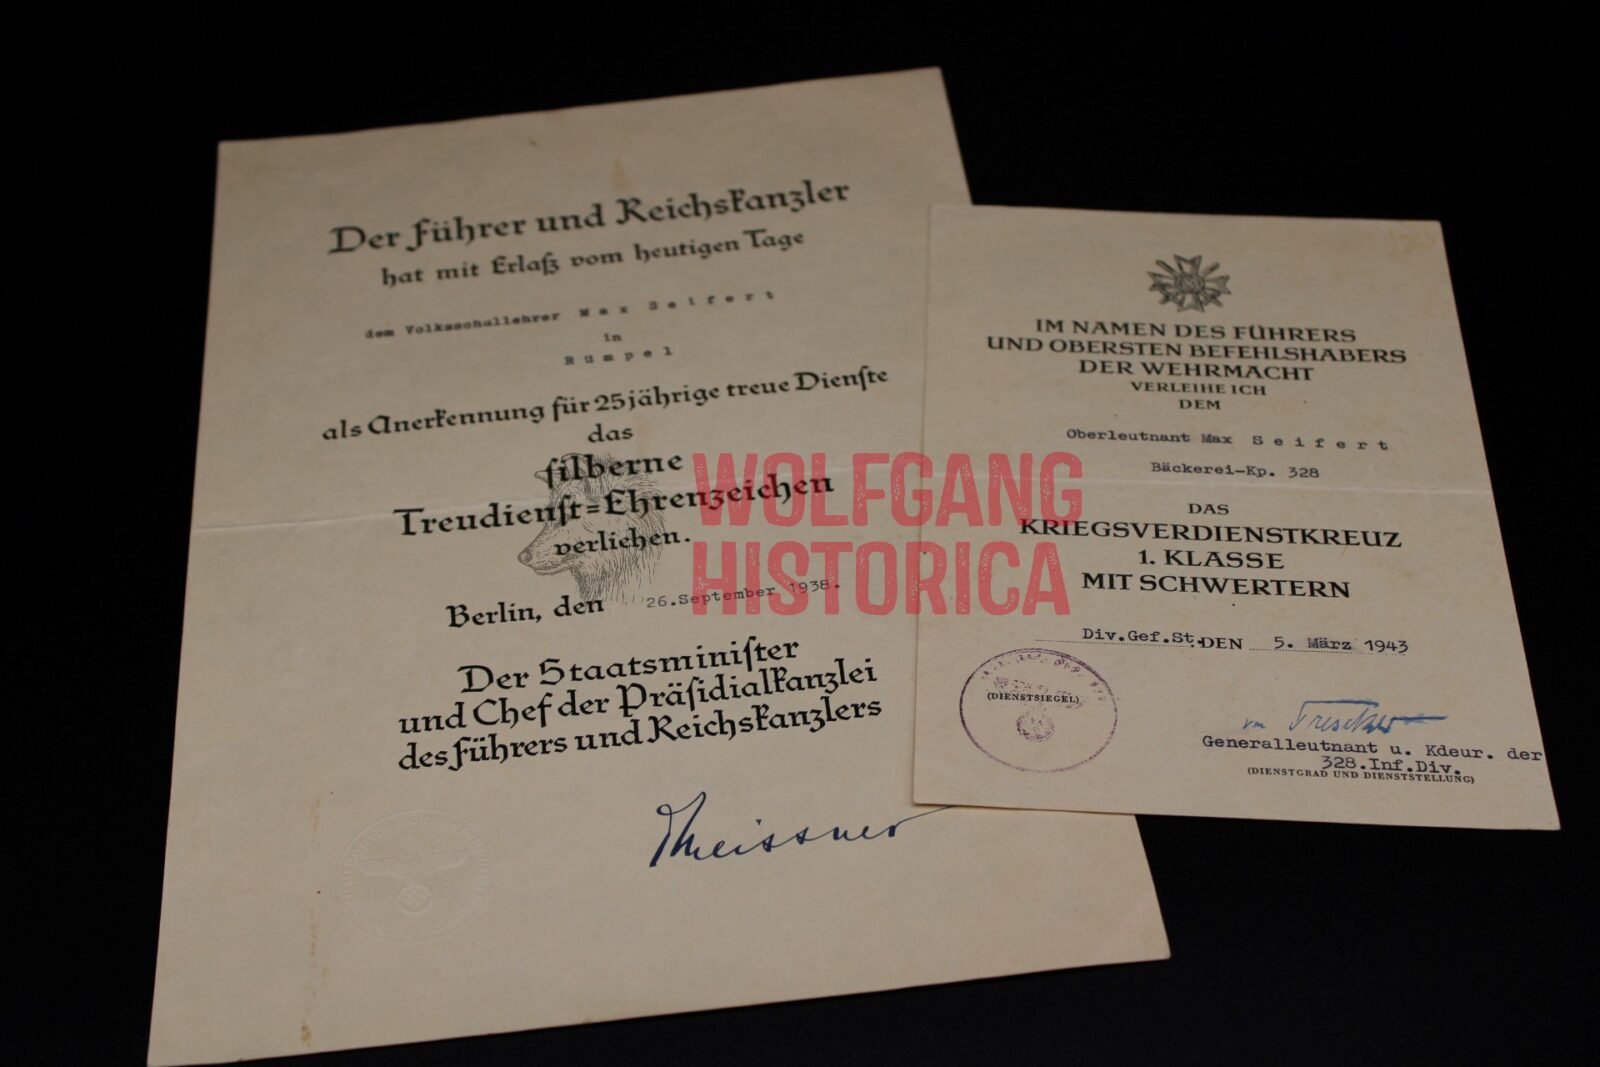 Der Führer und Reichskanzler
hat mit Erlaß vom heutigen Tage
dem Volksschullehrer Max Seifert
in
Rümpel
als Anerkennung für 25jährige treue Dienste
das
silberne
Treudienst=Ehrenzeichen
verliehen.
Berlin, den 26.September 1938.
Der Staatsminister
und Chef der Präsidialkanzlei
des Führers und Reichskanzlers
Meissner
IM NAMEN DES FÜHRERS
UND OBERSTEN BEFEHLSHABERS
DER WEHRMACHT
VERLEIHE ICH
DEM
Oberleutnant Max Seifert
Bäckerei-Kp. 328
DAS
KRIEGSVERDIENSTKREUZ
1. KLASSE
MIT SCHWERTERN
Div.Gef.St. DEN 5. März 1943
(DIENSTSIEGEL)
von Tresckow
Generalleutnant u. Kdeur. der
328.Inf.Div.
(DIENSTGRAD UND DIENSTSTELLUNG)
WOLFGANG
HISTORICA